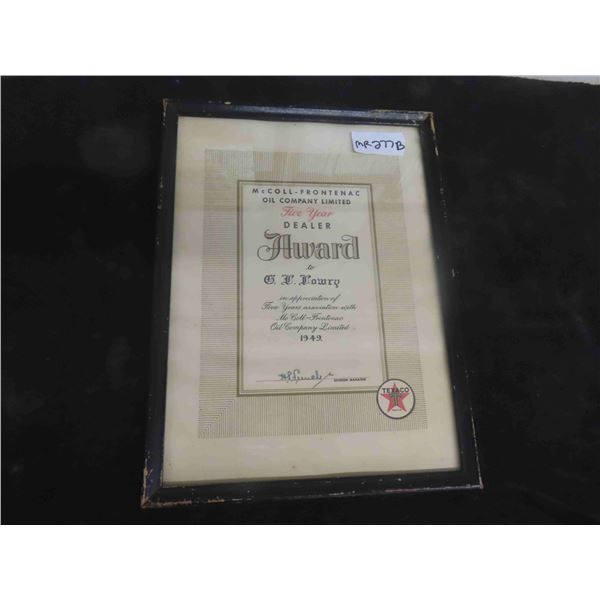 MR-277B
McCOLL-FRONTENAC
OIL COMPANY LIMITED
Five Year
DEALER
Award
to
G. L. Lowry
in appreciation of
Five Years association with
McColl-Frontenac
Oil Company Limited
1949.
TEXACO
T